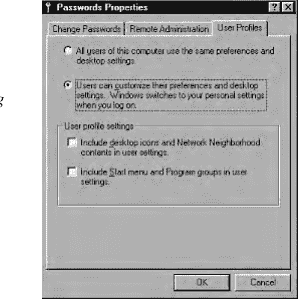 Passwords Properties
Change Passwords Remote Administration User Profiles
All users of this computer use the same preferences and
desktop settings.
Users can customize their preferences and desktop
settings. Windows switches to your personal settings
when you log on.
User profile settings
Include desktop icons and Network Neighborhood
contents in user settings.
Include Start menu and Program groups in user
settings.
OK Cancel